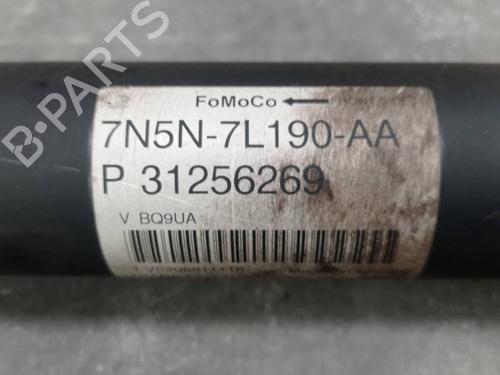 B-PARTS
FoMoCo
7N5N-7L190-AA
P 31256269
V BQ9UA